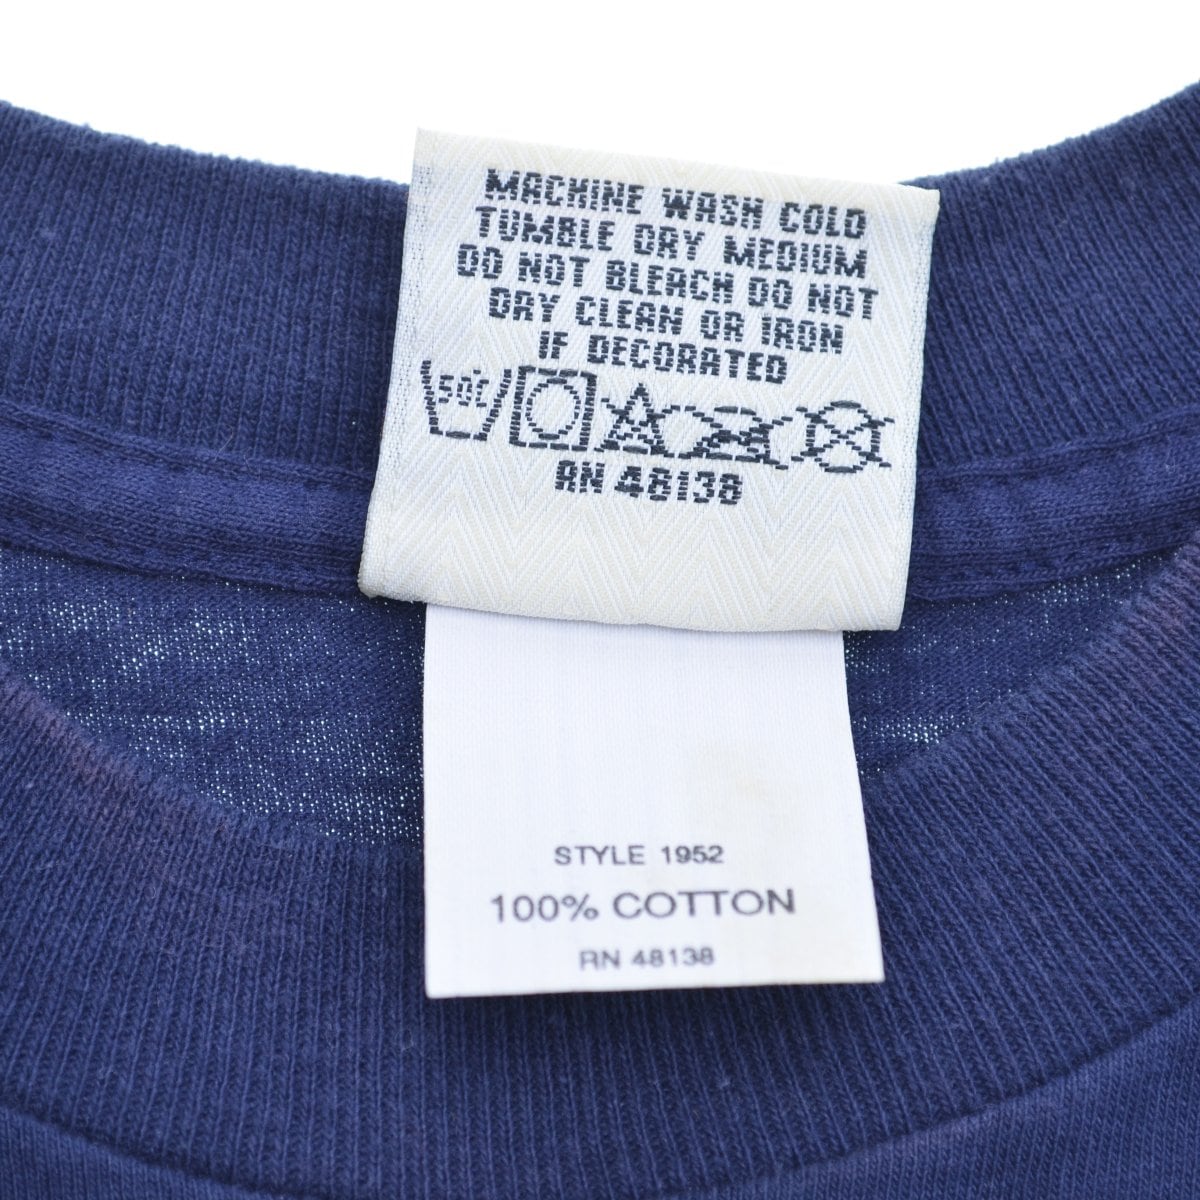 MACHINE WASH COLD
TUMBLE DRY MEDIUM
DO NOT BLEACH DO NOT
DRY CLEAN OR IRON
IF DECORATED
50°C A
RN 48138
STYLE 1952
100% COTTON
RN 48138